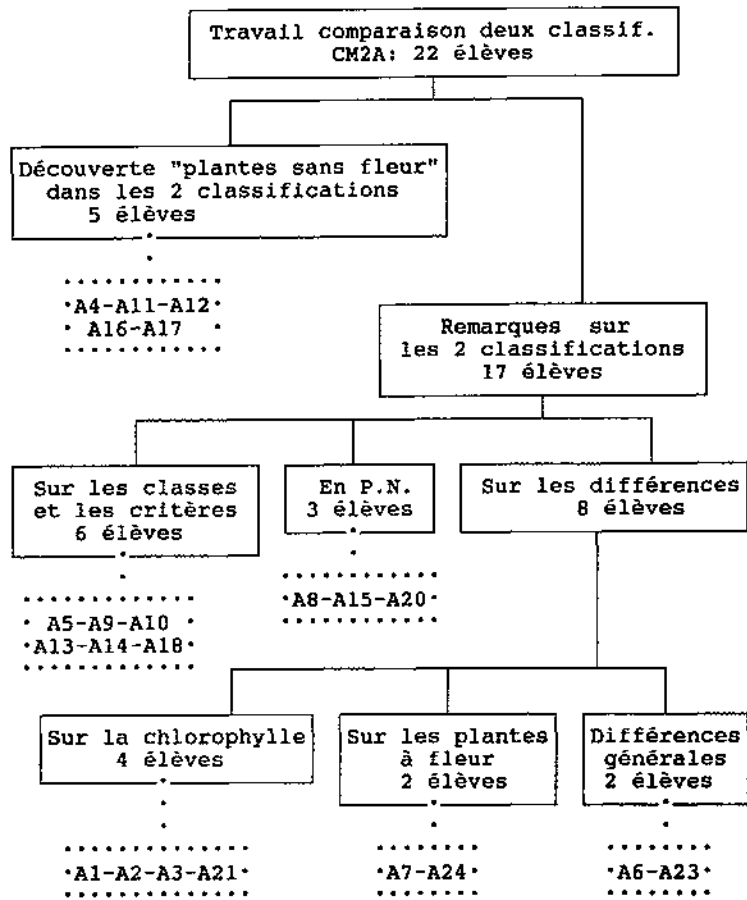 Travail comparaison deux classif.
CM2A: 22 élèves
Découverte "plantes sans fleur"
dans les 2 classifications
5 élèves
A4-A11-A12
A16-A17
Remarques sur
les 2 classifications
17 élèves
Sur les classes
et les critères
6 élèves
A5-A9-A10
A13-A14-A18
En P.N.
3 élèves
A8-A15-A20
Sur les différences
8 élèves
Sur la chlorophylle
4 élèves
A1-A2-A3-A21
Sur les plantes
à fleur
2 élèves
A7-A24
Différences
générales
2 élèves
A6-A23